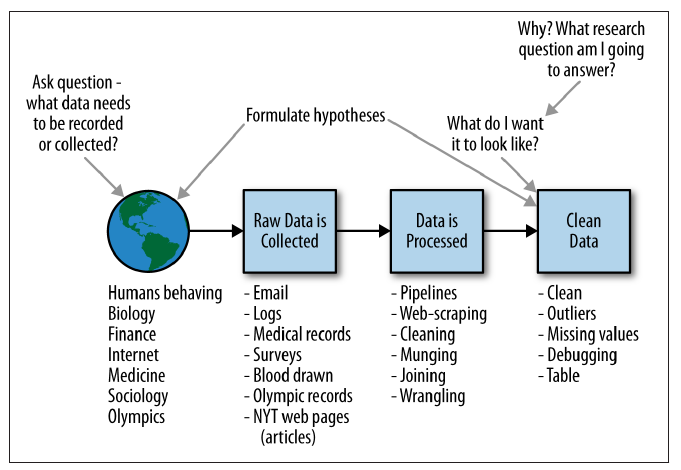 Why? What research
question am I going
to answer?
Ask question -
what data needs
to be recorded
or collected?
Formulate hypotheses
What do I want
it to look like?
Raw Data is
Collected
Data is
Processed
Clean
Data
Humans behaving
Biology
Finance
Internet
Medicine
Sociology
Olympics
- Email
- Logs
- Medical records
- Surveys
- Blood drawn
- Olympic records
- NYT web pages
(articles)
- Pipelines
- Web-scraping
- Cleaning
- Munging
- Joining
- Wrangling
- Clean
- Outliers
- Missing values
- Debugging
- Table